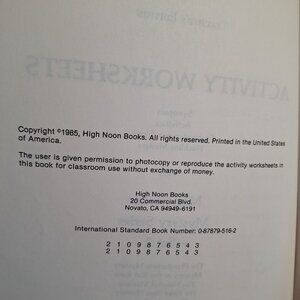 ACTIVITY WORKSHEETS
Copyright ©1985, High Noon Books. All rights reserved. Printed in the United States
of America.
The user is given permission to photocopy or reproduce the activity worksheets in
this book for classroom use without exchange of money.
High Noon Books
20 Commercial Blvd.
Novato, CA 94949-6191
International Standard Book Number: 0-87879-516-2
2 1 0 9 8 7 6 5 4 3
2 1 0 9 8 7 6 5 4 3